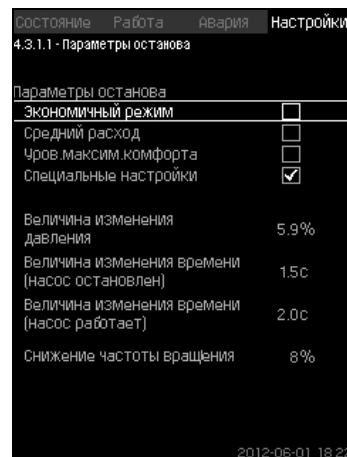 Состояние Работа Авария Настройки
4.3.1.1 - Параметры останова
Параметры останова
Экономичный режим
Средний расход
Уров.максим.комфорта
Специальные настройки
Величина изменения
давления
5.9%
Величина изменения времени
(насос остановлен)
1.5с
Величина изменения времени
(насос работает)
2.0с
Снижение частоты вращения 8%
2012-06-01 18:22